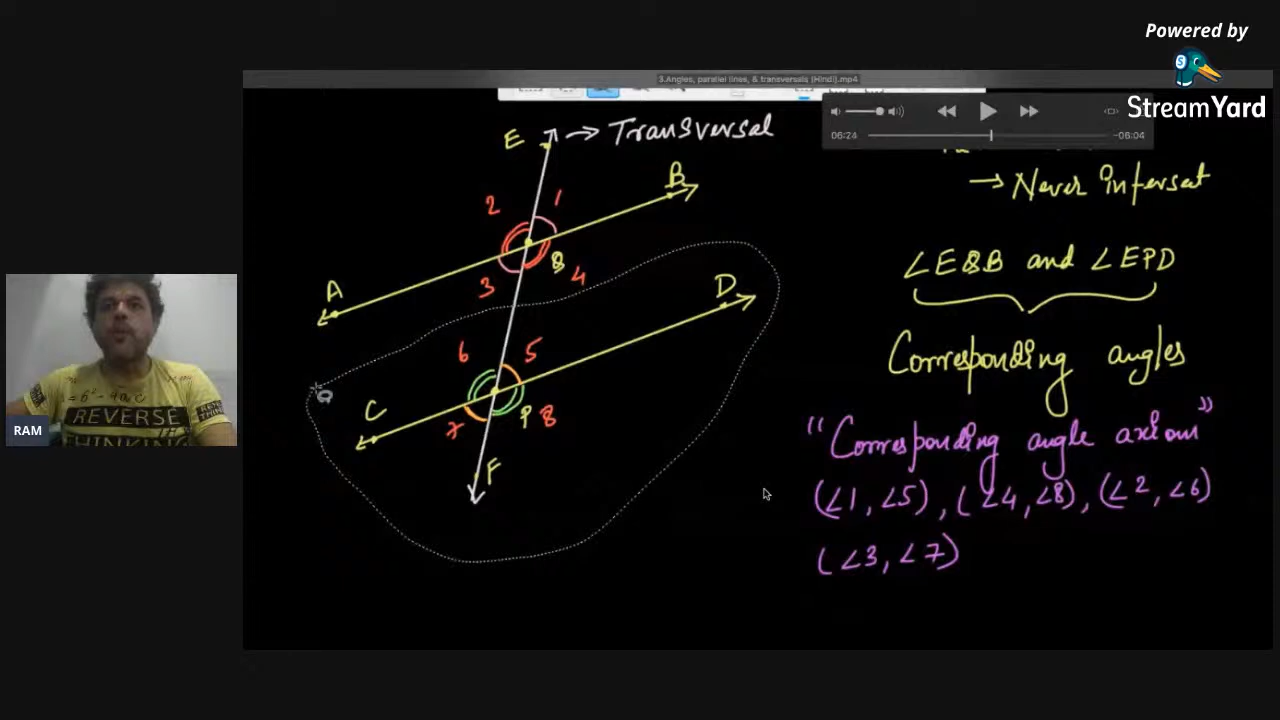 Powered by
StreamYard
3.Angles, parallel lines, & transversals (Hindi).mp4
06:24
-06:04
E → Transversal
B
→ Never Interset
2 1
Q
3 4
A
∠EQB and ∠EPD
D
Corresponding angles
6 5
C
7 P 8
F
"Corresponding angle axiom"
(∠1, ∠5), (∠4, ∠8), (∠2, ∠6)
(∠3, ∠7)
REVERSE
THINKING
RAM